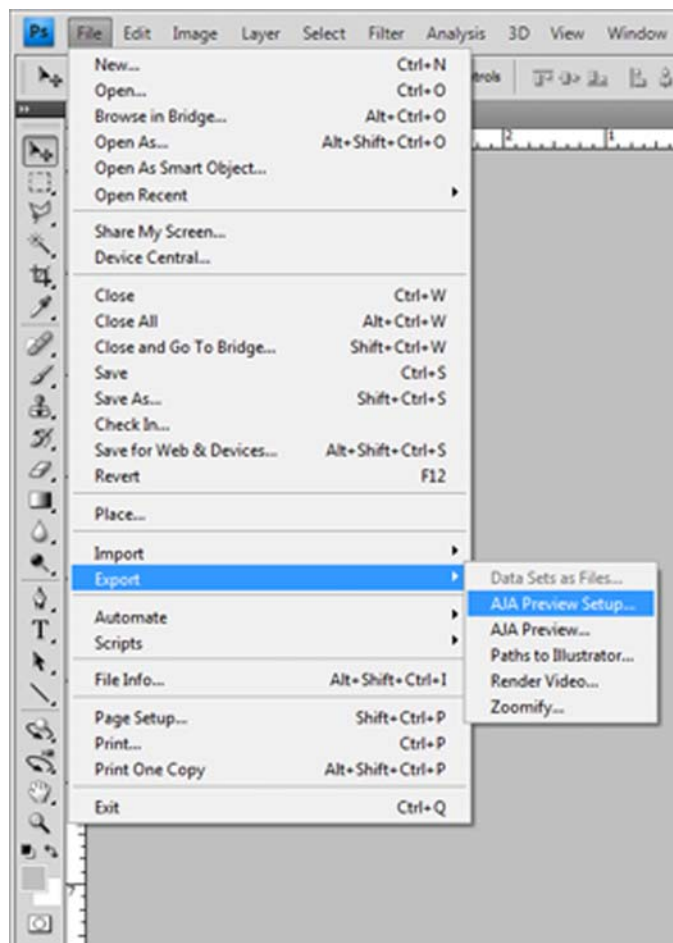 Ps File Edit Image Layer Select Filter Analysis 3D View Window
New... Ctrl+N
Open... Ctrl+O
Browse in Bridge... Alt+Ctrl+O
Open As... Alt+Shift+Ctrl+O
Open As Smart Object...
Open Recent
Share My Screen...
Device Central...
Close Ctrl+W
Close All Alt+Ctrl+W
Close and Go To Bridge... Shift+Ctrl+W
Save Ctrl+S
Save As... Shift+Ctrl+S
Check In...
Save for Web & Devices... Alt+Shift+Ctrl+S
Revert F12
Place...
Import
Export
Automate
Scripts
File Info... Alt+Shift+Ctrl+I
Page Setup... Shift+Ctrl+P
Print... Ctrl+P
Print One Copy Alt+Shift+Ctrl+P
Exit Ctrl+Q
Data Sets as Files...
AJA Preview Setup...
AJA Preview...
Paths to Illustrator...
Render Video...
Zoomify...
trols
2 1
T
7